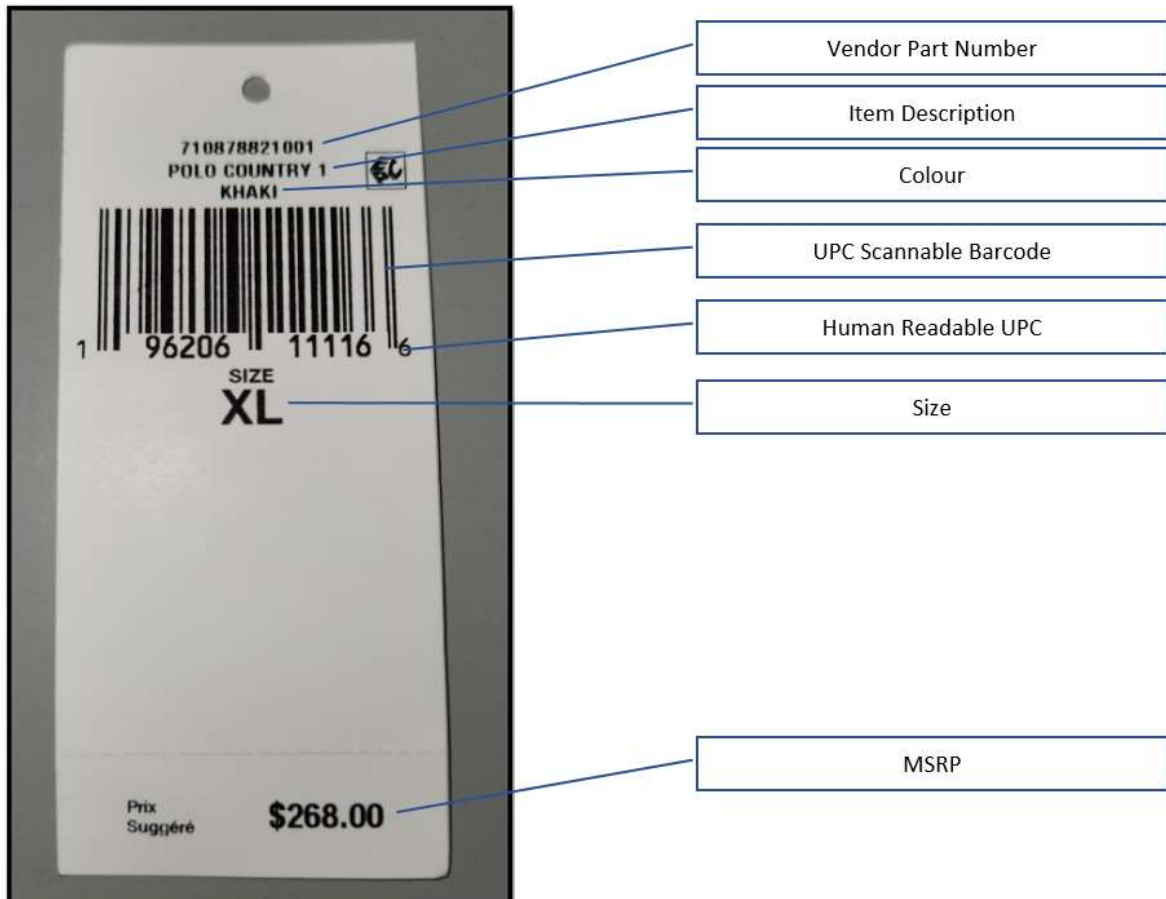 710878821001
POLO COUNTRY 1
KHAKI
1 96206 11116 6
SIZE
XL
Prix
Suggéré
$268.00
Vendor Part Number
Item Description
Colour
UPC Scannable Barcode
Human Readable UPC
Size
MSRP